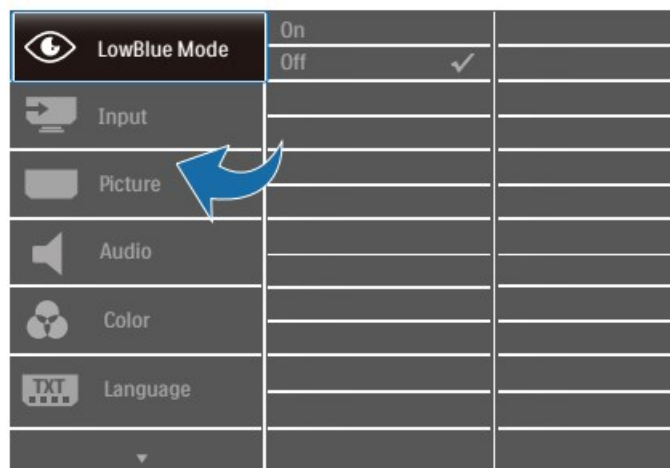 LowBlue Mode
On
Off
Input
Picture
Audio
Color
TXT
Language